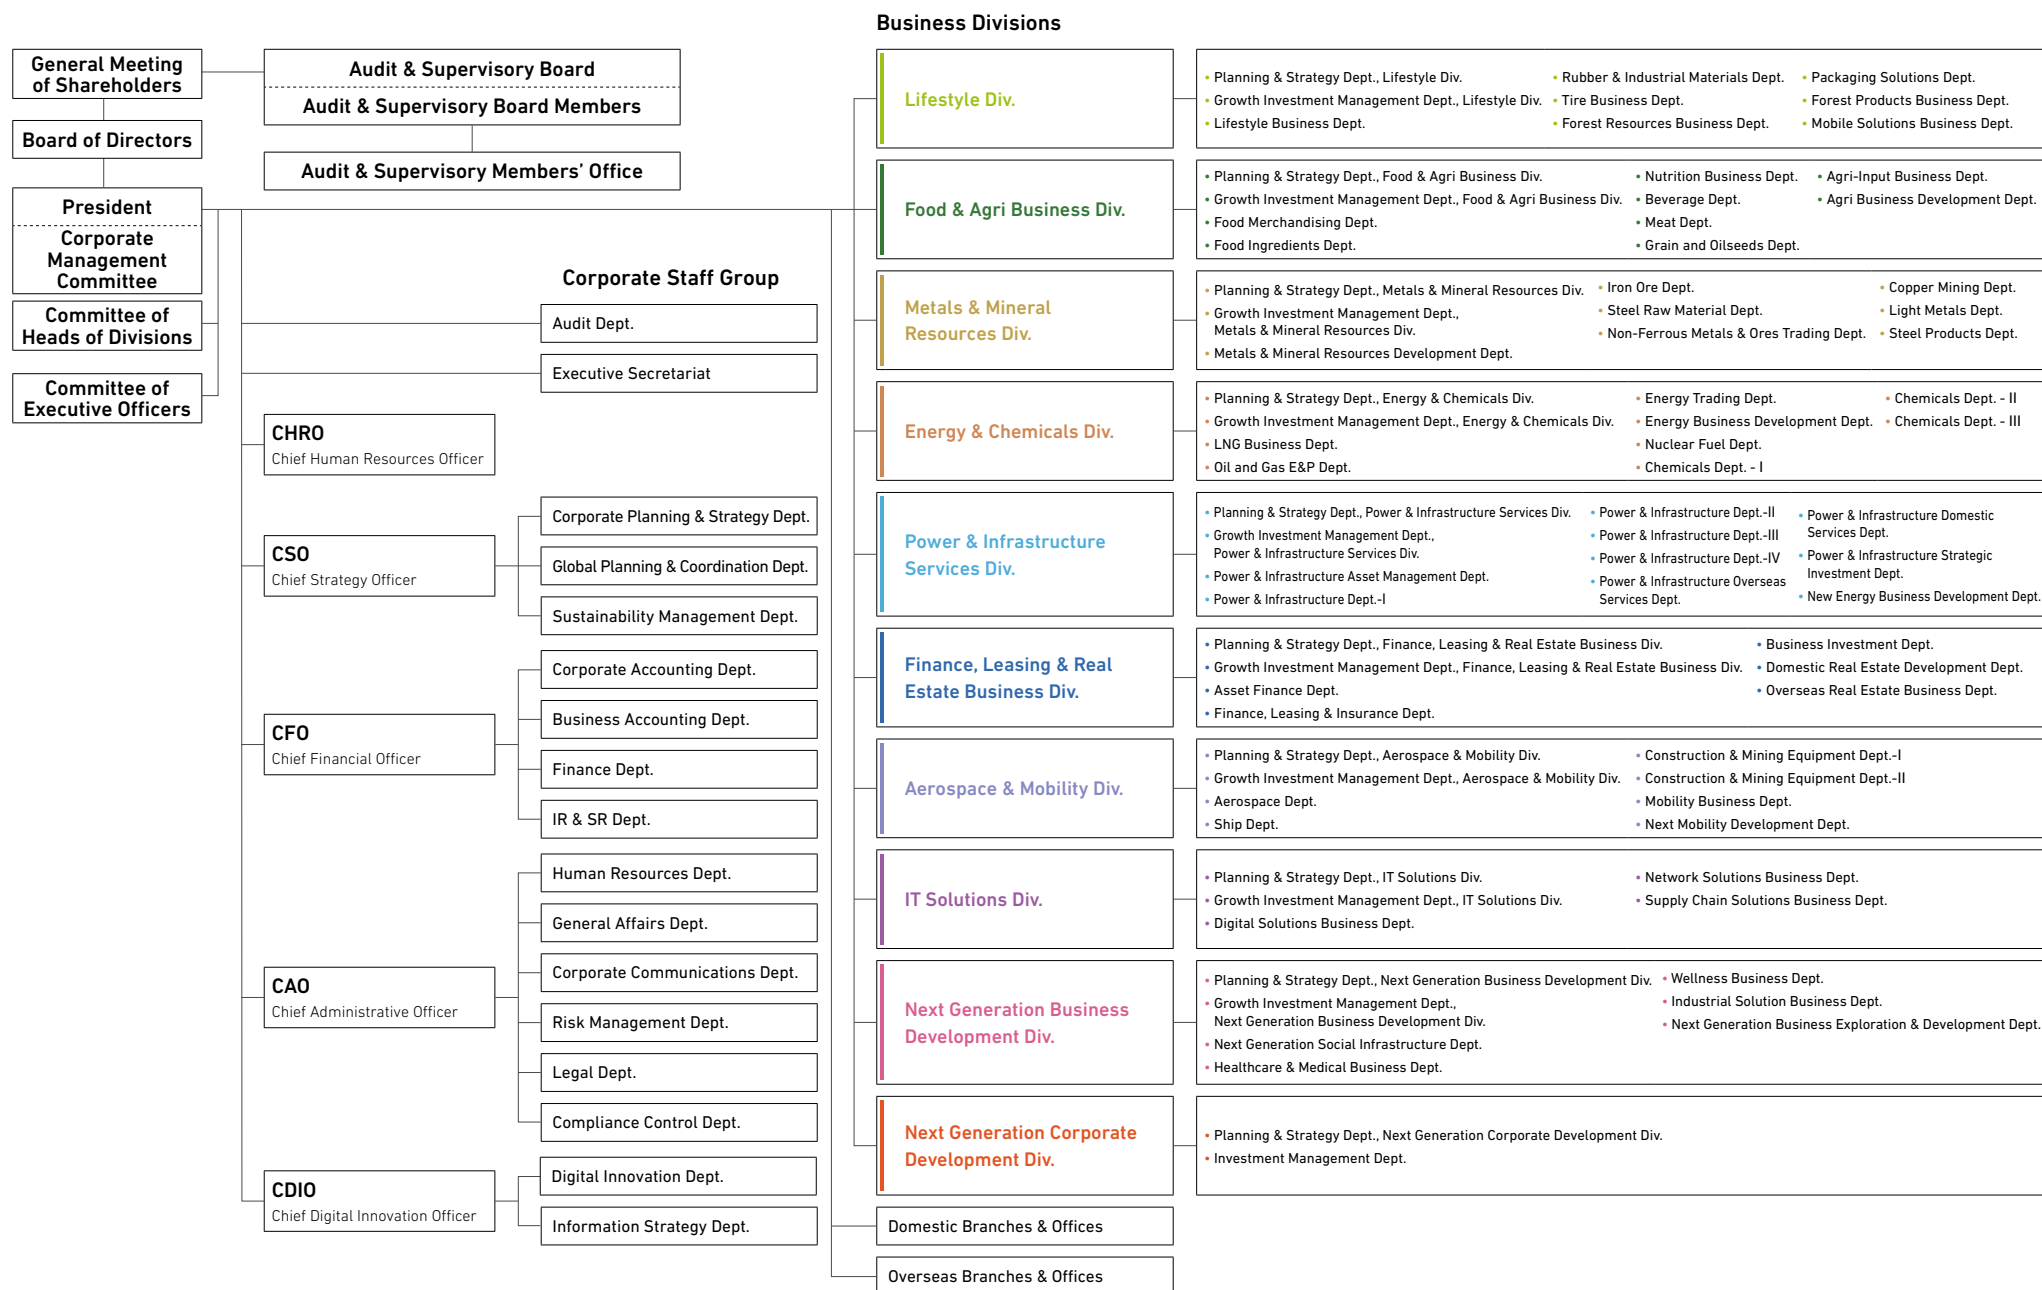 General Meeting
of Shareholders
Board of Directors
President
Corporate
Management
Committee
Committee of
Heads of Divisions
Committee of
Executive Officers
Audit & Supervisory Board
Audit & Supervisory Board Members
Audit & Supervisory Members’ Office
Corporate Staff Group
Audit Dept.
Executive Secretariat
CHRO
Chief Human Resources Officer
CSO
Chief Strategy Officer
Corporate Planning & Strategy Dept.
Global Planning & Coordination Dept.
Sustainability Management Dept.
CFO
Chief Financial Officer
Corporate Accounting Dept.
Business Accounting Dept.
Finance Dept.
IR & SR Dept.
CAO
Chief Administrative Officer
Human Resources Dept.
General Affairs Dept.
Corporate Communications Dept.
Risk Management Dept.
Legal Dept.
Compliance Control Dept.
CDIO
Chief Digital Innovation Officer
Digital Innovation Dept.
Information Strategy Dept.
Business Divisions
Lifestyle Div.
• Planning & Strategy Dept., Lifestyle Div.
• Growth Investment Management Dept., Lifestyle Div.
• Lifestyle Business Dept.
• Rubber & Industrial Materials Dept.
• Tire Business Dept.
• Forest Resources Business Dept.
• Packaging Solutions Dept.
• Forest Products Business Dept.
• Mobile Solutions Business Dept.
Food & Agri Business Div.
• Planning & Strategy Dept., Food & Agri Business Div.
• Growth Investment Management Dept., Food & Agri Business Div.
• Food Merchandising Dept.
• Food Ingredients Dept.
• Nutrition Business Dept.
• Beverage Dept.
• Meat Dept.
• Grain and Oilseeds Dept.
• Agri-Input Business Dept.
• Agri Business Development Dept.
Metals & Mineral
Resources Div.
• Planning & Strategy Dept., Metals & Mineral Resources Div.
• Growth Investment Management Dept.,
Metals & Mineral Resources Div.
• Metals & Mineral Resources Development Dept.
• Iron Ore Dept.
• Steel Raw Material Dept.
• Non-Ferrous Metals & Ores Trading Dept.
• Copper Mining Dept.
• Light Metals Dept.
• Steel Products Dept.
Energy & Chemicals Div.
• Planning & Strategy Dept., Energy & Chemicals Div.
• Growth Investment Management Dept., Energy & Chemicals Div.
• LNG Business Dept.
• Oil and Gas E&P Dept.
• Energy Trading Dept.
• Energy Business Development Dept.
• Nuclear Fuel Dept.
• Chemicals Dept. - I
• Chemicals Dept. - II
• Chemicals Dept. - III
Power & Infrastructure
Services Div.
• Planning & Strategy Dept., Power & Infrastructure Services Div.
• Growth Investment Management Dept.,
Power & Infrastructure Services Div.
• Power & Infrastructure Asset Management Dept.
• Power & Infrastructure Dept.-I
• Power & Infrastructure Dept.-II
• Power & Infrastructure Dept.-III
• Power & Infrastructure Dept.-IV
• Power & Infrastructure Overseas
Services Dept.
• Power & Infrastructure Domestic
Services Dept.
• Power & Infrastructure Strategic
Investment Dept.
• New Energy Business Development Dept.
Finance, Leasing & Real
Estate Business Div.
• Planning & Strategy Dept., Finance, Leasing & Real Estate Business Div.
• Growth Investment Management Dept., Finance, Leasing & Real Estate Business Div.
• Asset Finance Dept.
• Finance, Leasing & Insurance Dept.
• Business Investment Dept.
• Domestic Real Estate Development Dept.
• Overseas Real Estate Business Dept.
Aerospace & Mobility Div.
• Planning & Strategy Dept., Aerospace & Mobility Div.
• Growth Investment Management Dept., Aerospace & Mobility Div.
• Aerospace Dept.
• Ship Dept.
• Construction & Mining Equipment Dept.-I
• Construction & Mining Equipment Dept.-II
• Mobility Business Dept.
• Next Mobility Development Dept.
IT Solutions Div.
• Planning & Strategy Dept., IT Solutions Div.
• Growth Investment Management Dept., IT Solutions Div.
• Digital Solutions Business Dept.
• Network Solutions Business Dept.
• Supply Chain Solutions Business Dept.
Next Generation Business
Development Div.
• Planning & Strategy Dept., Next Generation Business Development Div.
• Growth Investment Management Dept.,
Next Generation Business Development Div.
• Next Generation Social Infrastructure Dept.
• Healthcare & Medical Business Dept.
• Wellness Business Dept.
• Industrial Solution Business Dept.
• Next Generation Business Exploration & Development Dept.
Next Generation Corporate
Development Div.
• Planning & Strategy Dept., Next Generation Corporate Development Div.
• Investment Management Dept.
Domestic Branches & Offices
Overseas Branches & Offices